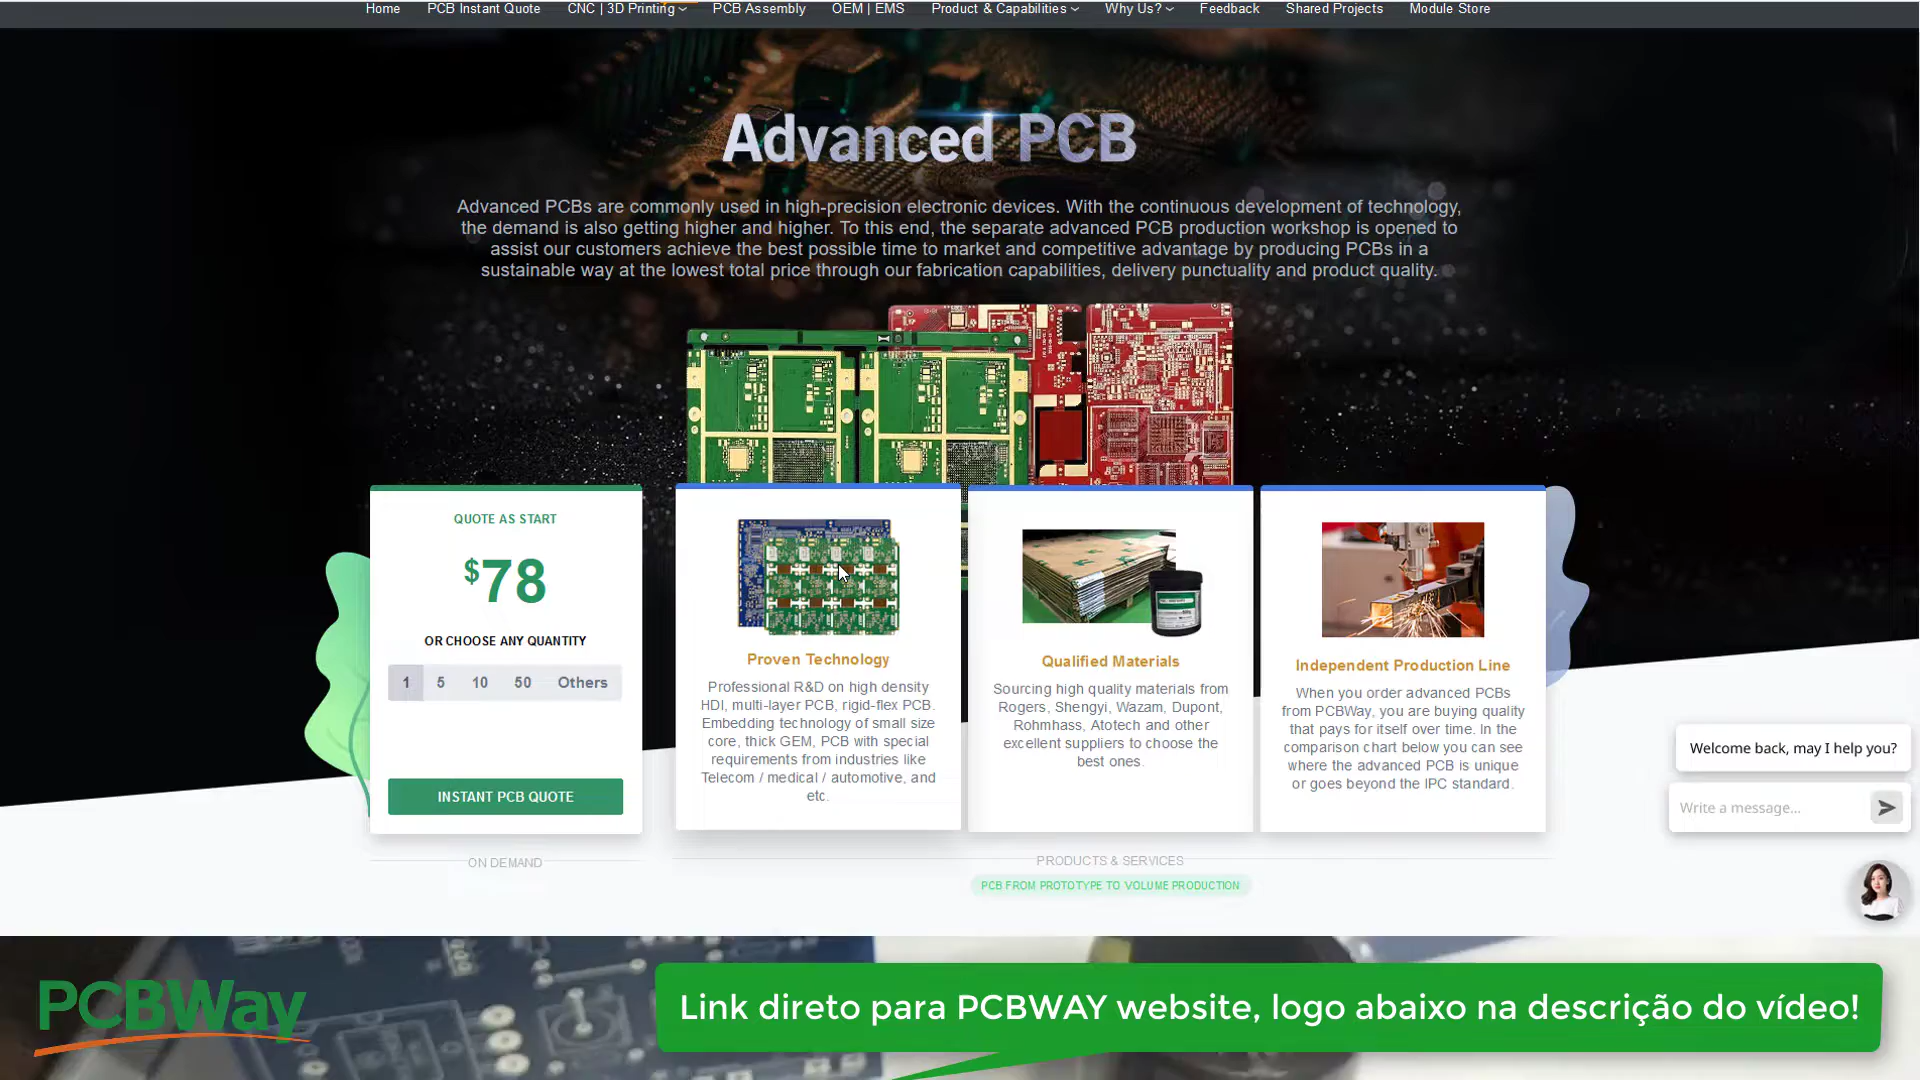 Home PCB Instant Quote CNC | 3D Printing PCB Assembly OEM | EMS Product & Capabilities Why Us? Feedback Shared Projects Module Store
Advanced PCB
Advanced PCBs are commonly used in high-precision electronic devices. With the continuous development of technology,
the demand is also getting higher and higher. To this end, the separate advanced PCB production workshop is opened to
assist our customers achieve the best possible time to market and competitive advantage by producing PCBs in a
sustainable way at the lowest total price through our fabrication capabilities, delivery punctuality and product quality.
QUOTE AS START
$78
OR CHOOSE ANY QUANTITY
1 5 10 50 Others
INSTANT PCB QUOTE
ON DEMAND
Proven Technology
Professional R&D on high density
HDI, multi-layer PCB, rigid-flex PCB.
Embedding technology of small size
core, thick GEM, PCB with special
requirements from industries like
Telecom / medical / automotive, and
etc.
Qualified Materials
Sourcing high quality materials from
Rogers, Shengyi, Wazam, Dupont,
Rohmhass, Atotech and other
excellent suppliers to choose the
best ones.
Independent Production Line
When you order advanced PCBs
from PCBWay, you are buying quality
that pays for itself over time. In the
comparison chart below you can see
where the advanced PCB is unique
or goes beyond the IPC standard.
PRODUCTS & SERVICES
PCB FROM PROTOTYPE TO VOLUME PRODUCTION
Welcome back, may I help you?
Write a message...
PCBWay
Link direto para PCBWAY website, logo abaixo na descrição do vídeo!